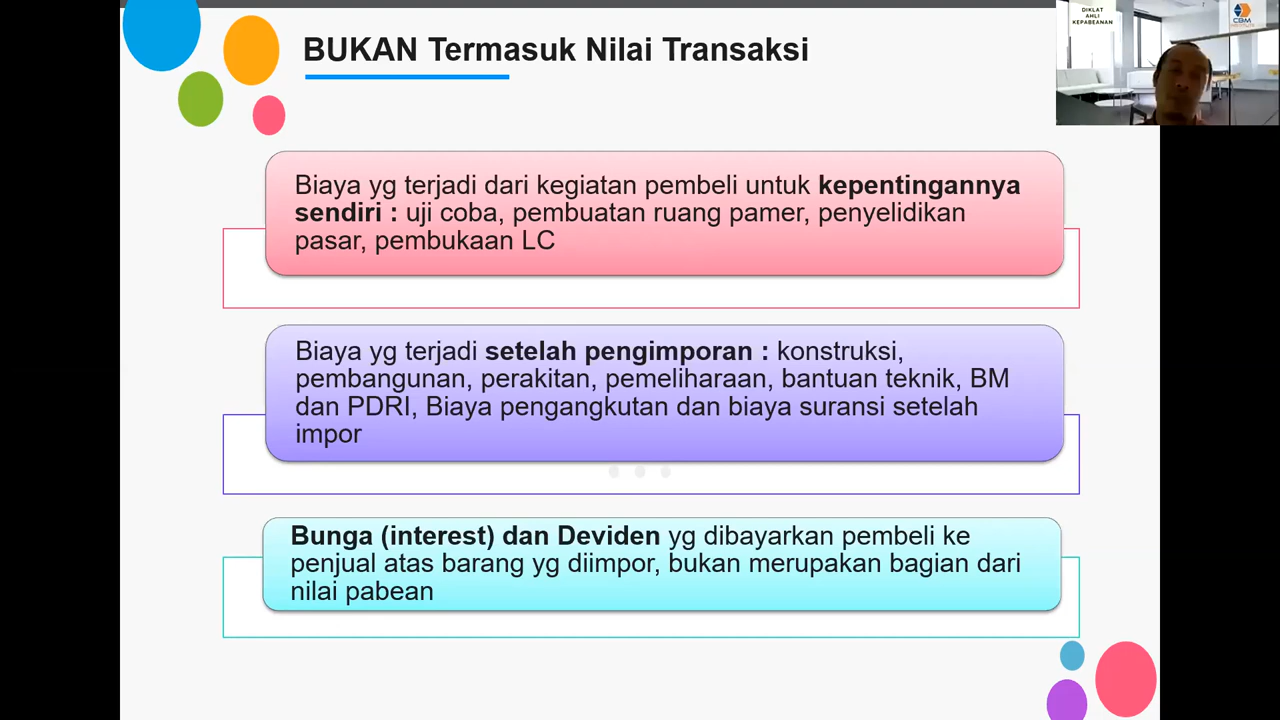 BUKAN Termasuk Nilai Transaksi
DIKLAT
AHLI
KEPABEANAN
CBM
Biaya yg terjadi dari kegiatan pembeli untuk kepentingannya
sendiri : uji coba, pembuatan ruang pamer, penyelidikan
pasar, pembukaan LC
Biaya yg terjadi setelah pengimporan : konstruksi,
pembangunan, perakitan, pemeliharaan, bantuan teknik, BM
dan PDRI, Biaya pengangkutan dan biaya suransi setelah
impor
Bunga (interest) dan Deviden yg dibayarkan pembeli ke
penjual atas barang yg diimpor, bukan merupakan bagian dari
nilai pabean